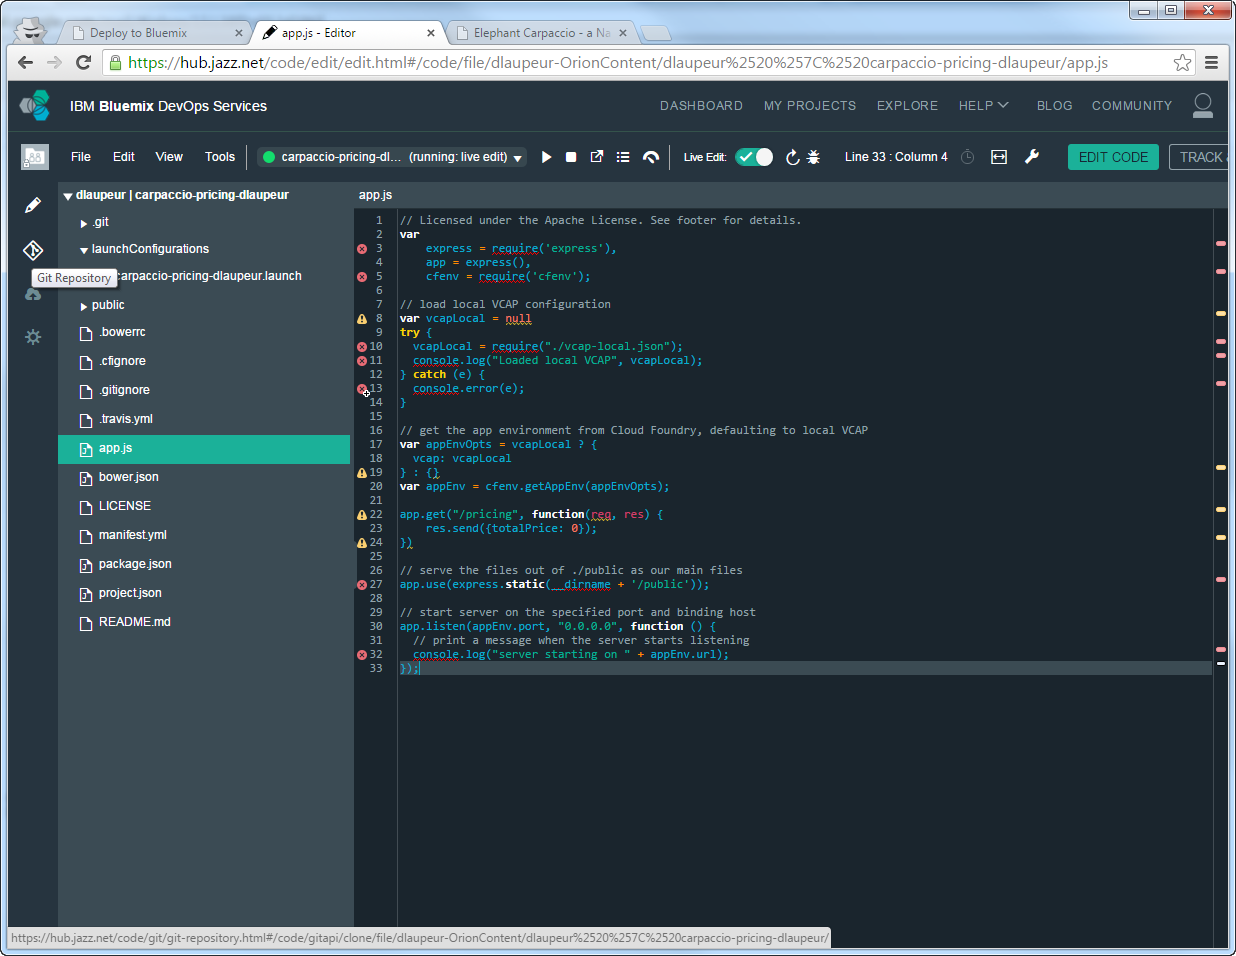 Deploy to Bluemix
app.js - Editor
Elephant Carpaccio - a Na
https://hub.jazz.net/code/edit/edit.html#/code/file/dlaupeur-OrionContent/dlaupeur%2520%257C%2520carpaccio-pricing-dlaupeur/app.js
IBM Bluemix DevOps Services
DASHBOARD MY PROJECTS EXPLORE HELP BLOG COMMUNITY
File Edit View Tools carpaccio-pricing-dl... (running: live edit) Live Edit: Line 33 : Column 4 EDIT CODE TRACK &
dlaupeur | carpaccio-pricing-dlaupeur
.git
launchConfigurations
carpaccio-pricing-dlaupeur.launch
Git Repository
public
.bowerrc
.cfignore
.gitignore
.travis.yml
app.js
bower.json
LICENSE
manifest.yml
package.json
project.json
README.md
app.js
1 // Licensed under the Apache License. See footer for details.
2 var
3     express = require('express'),
4     app = express(),
5     cfenv = require('cfenv');
6
7 // load local VCAP configuration
8 var vcapLocal = null
9 try {
10   vcapLocal = require("./vcap-local.json");
11   console.log("Loaded local VCAP", vcapLocal);
12 } catch (e) {
13   console.error(e);
14 }
15
16 // get the app environment from Cloud Foundry, defaulting to local VCAP
17 var appEnvOpts = vcapLocal ? {
18   vcap: vcapLocal
19 } : {}
20 var appEnv = cfenv.getAppEnv(appEnvOpts);
21
22 app.get("/pricing", function(req, res) {
23     res.send({totalPrice: 0});
24 })
25
26 // serve the files out of ./public as our main files
27 app.use(express.static(__dirname + '/public'));
28
29 // start server on the specified port and binding host
30 app.listen(appEnv.port, "0.0.0.0", function () {
31   // print a message when the server starts listening
32   console.log("server starting on " + appEnv.url);
33 });
https://hub.jazz.net/code/git/git-repository.html#/code/gitapi/clone/file/dlaupeur-OrionContent/dlaupeur%2520%257C%2520carpaccio-pricing-dlaupeur/